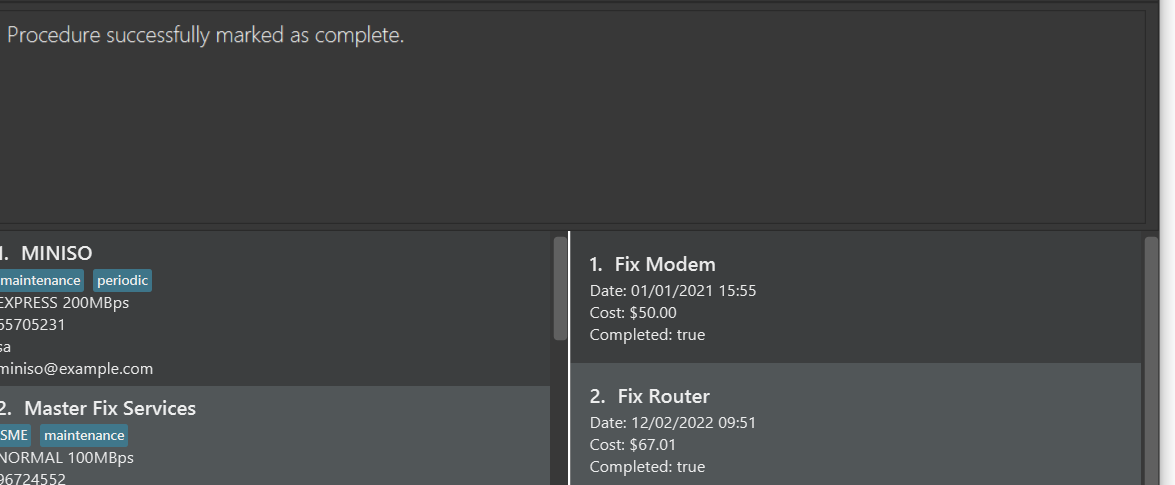 Procedure successfully marked as complete.
1. MINISO
maintenance periodic
EXPRESS 200MBps
65705231
sa
miniso@example.com
2. Master Fix Services
SME maintenance
NORMAL 100MBps
96724552
1. Fix Modem
Date: 01/01/2021 15:55
Cost: $50.00
Completed: true
2. Fix Router
Date: 12/02/2022 09:51
Cost: $67.01
Completed: true